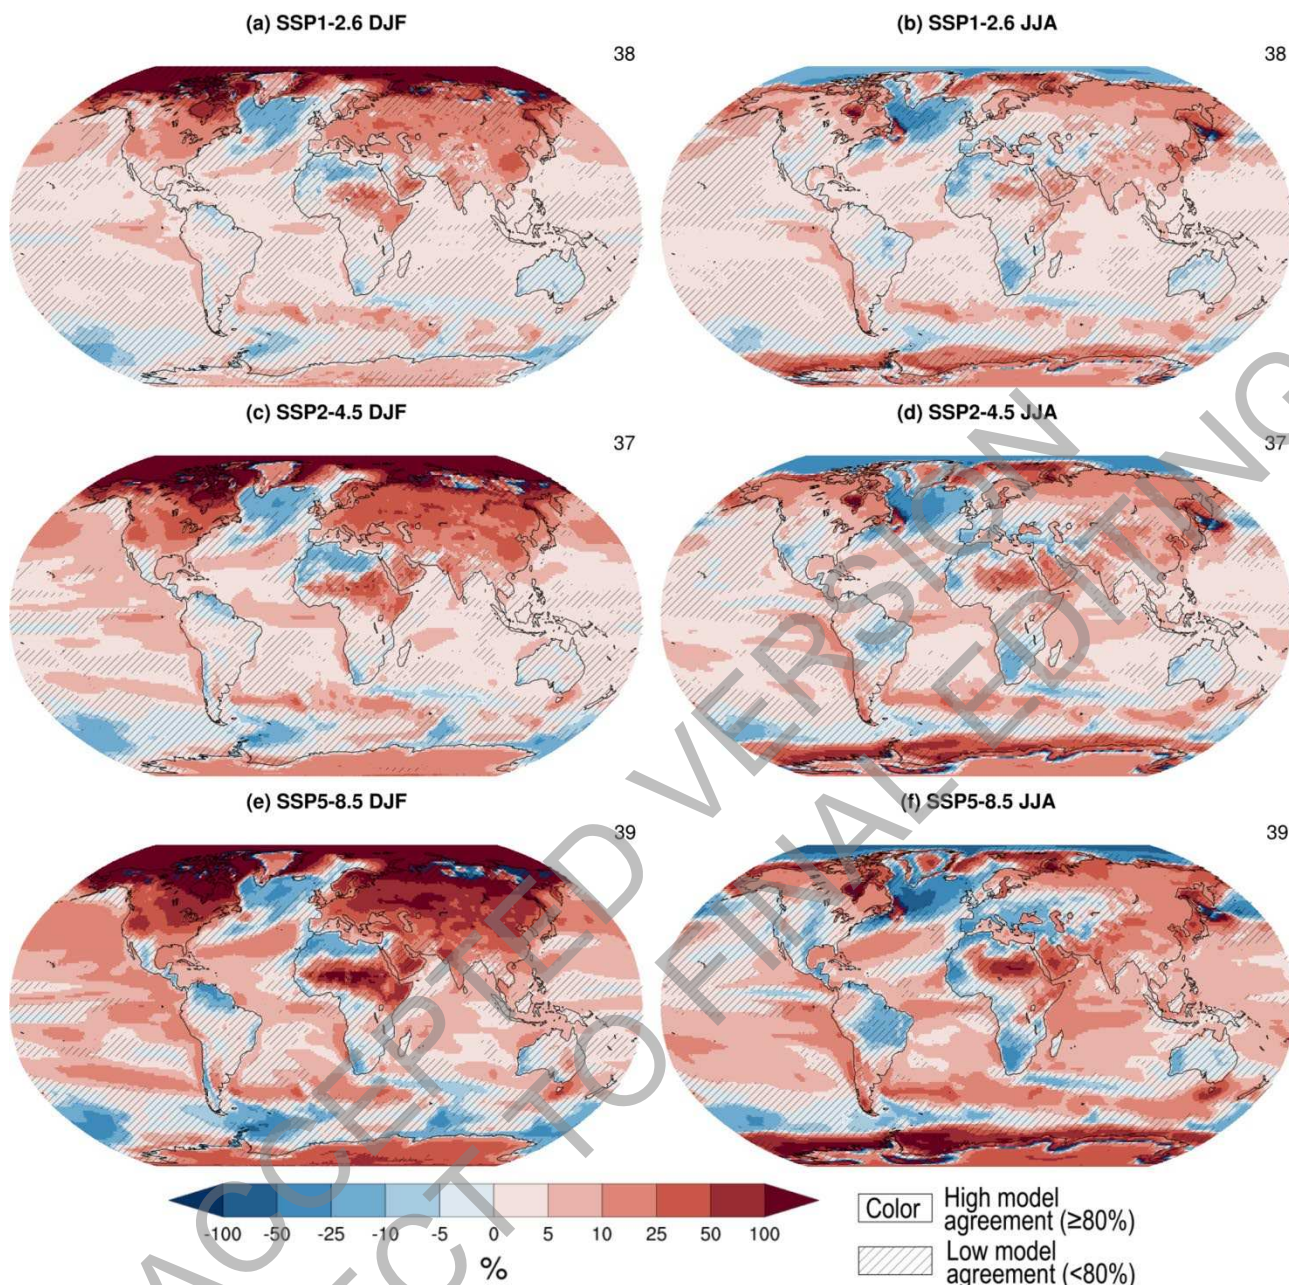 (a) SSP1-2.6 DJF
38
(b) SSP1-2.6 JJA
38
(c) SSP2-4.5 DJF
37
(d) SSP2-4.5 JJA
37
(e) SSP5-8.5 DJF
39
(f) SSP5-8.5 JJA
39
-100 -50 -25 -10 -5 0 5 10 25 50 100
%
Color High model
agreement (≥80%)
Low model
agreement (<80%)
ACCEPTED VERSION
SUBJECT TO FINAL EDITING